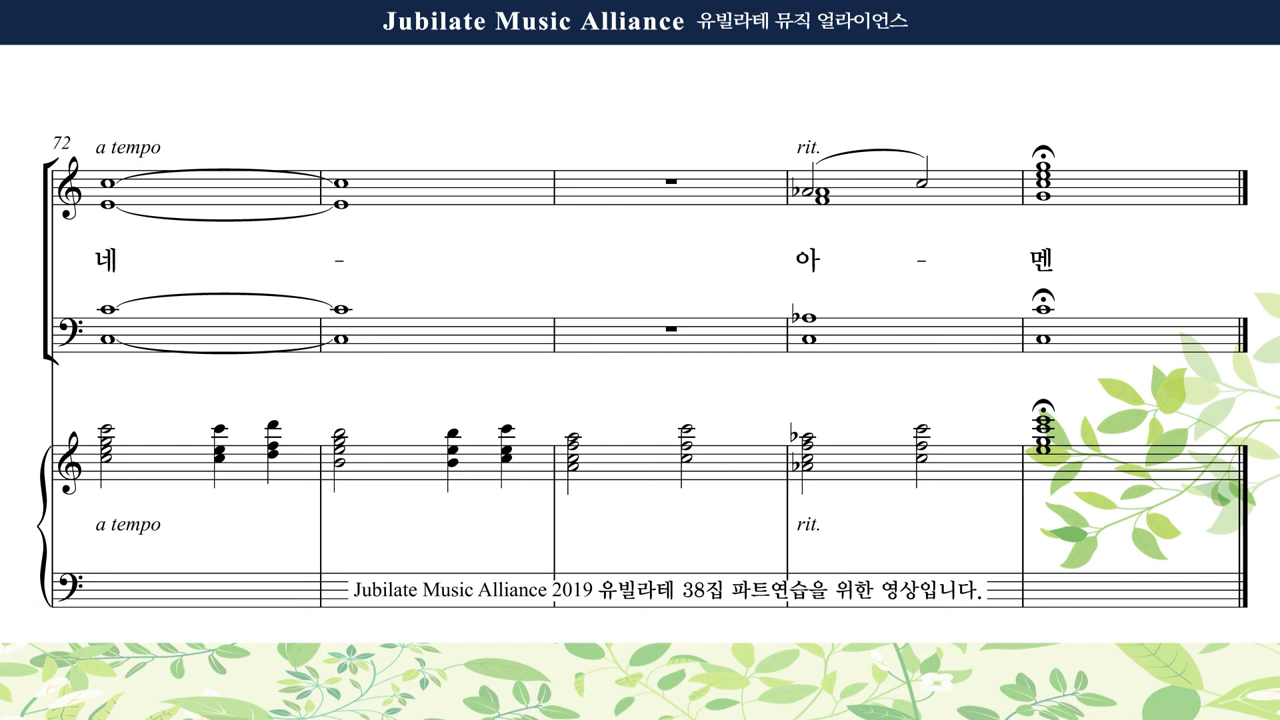 Jubilate Music Alliance 유빌라테 뮤직 얼라이언스
72 a tempo rit.
네 - 아 - 멘
a tempo rit.
Jubilate Music Alliance 2019 유빌라테 38집 파트연습을 위한 영상입니다.